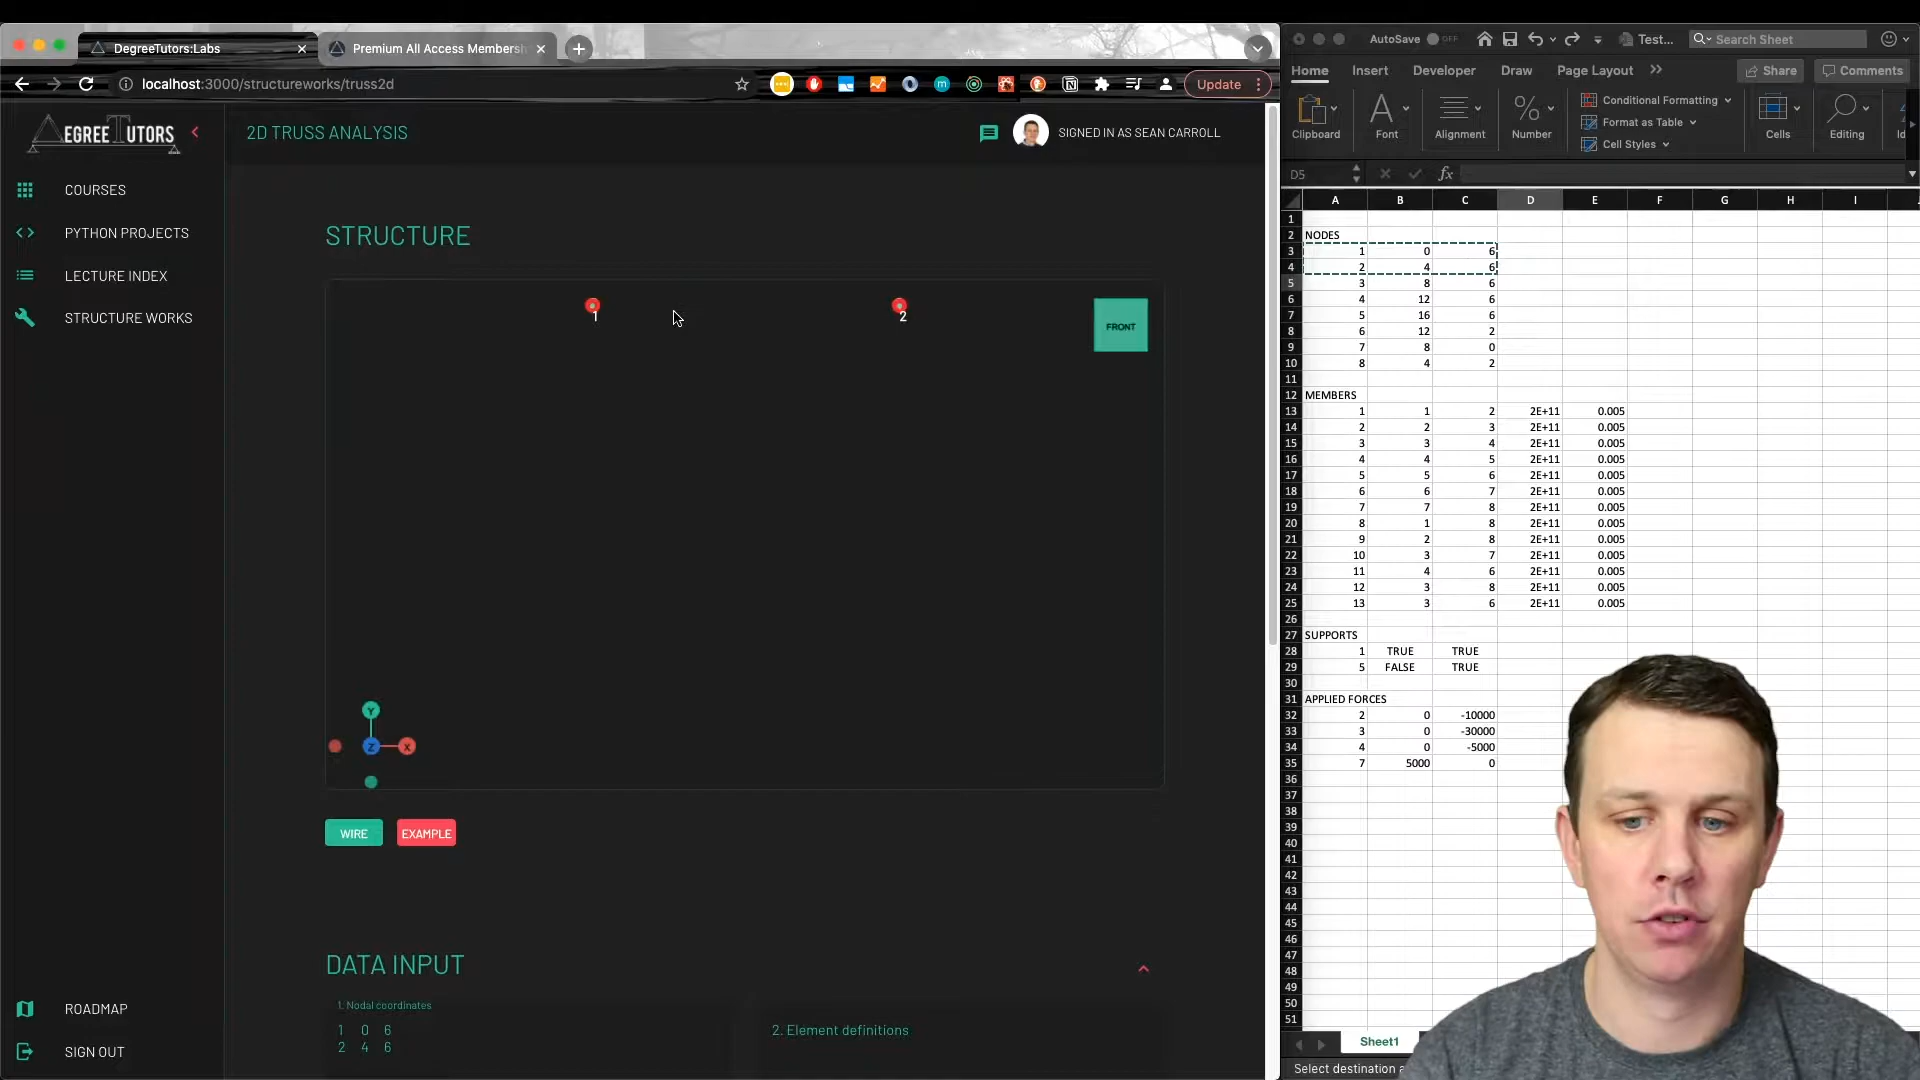 DegreeTutors:Labs
Premium All Access Membersh
localhost:3000/structureworks/truss2d
Update
DEGREETUTORS
2D TRUSS ANALYSIS
SIGNED IN AS SEAN CARROLL
COURSES
PYTHON PROJECTS
LECTURE INDEX
STRUCTURE WORKS
STRUCTURE
1
2
FRONT
Y
Z
X
WIRE
EXAMPLE
DATA INPUT
1. Nodal coordinates
1 0 6
2 4 6
2. Element definitions
ROADMAP
SIGN OUT
AutoSave OFF
Test...
Search Sheet
Home Insert Developer Draw Page Layout
Share
Comments
Clipboard
Font
Alignment
Number
Conditional Formatting
Format as Table
Cell Styles
Cells
Editing
D5
fx
A B C D E F G H I
1
2 NODES
3 1 0 6
4 2 4 6
5 3 8 6
6 4 12 6
7 5 16 6
8 6 12 2
9 7 8 0
10 8 4 2
11
12 MEMBERS
13 1 1 2 2E+11 0.005
14 2 2 3 2E+11 0.005
15 3 3 4 2E+11 0.005
16 4 4 5 2E+11 0.005
17 5 5 6 2E+11 0.005
18 6 6 7 2E+11 0.005
19 7 7 8 2E+11 0.005
20 8 1 8 2E+11 0.005
21 9 2 8 2E+11 0.005
22 10 3 7 2E+11 0.005
23 11 4 6 2E+11 0.005
24 12 3 8 2E+11 0.005
25 13 3 6 2E+11 0.005
26
27 SUPPORTS
28 1 TRUE TRUE
29 5 FALSE TRUE
30
31 APPLIED FORCES
32 2 0 -10000
33 3 0 -30000
34 4 0 -5000
35 7 5000 0
36
37
38
39
40
41
42
43
44
45
46
47
48
49
50
51
Sheet1
Select destination